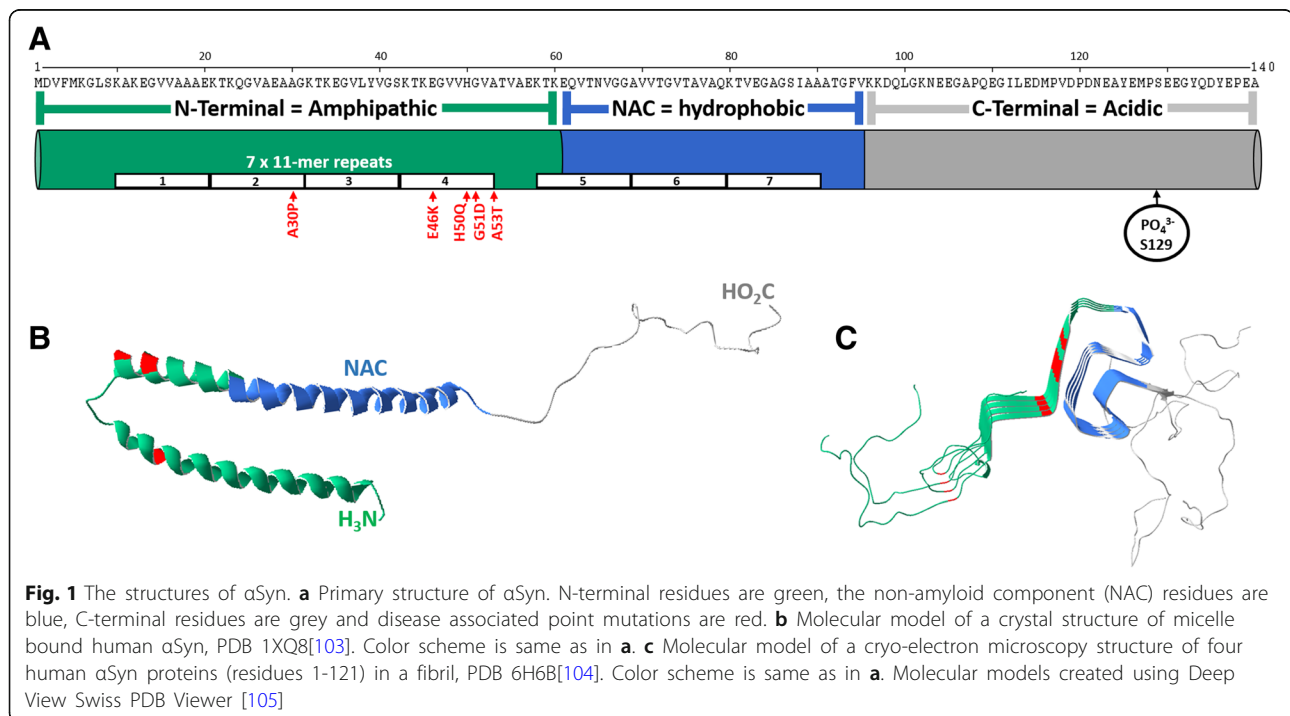 A
20 40 60 80 100 120 140
1
MDVFMKGLSKAKEGVVAAAEKTKQGVAEAAGKTKEGVLYVGSKTKEGVVHGVATVAEKTKEQVTNVGGAVVTGVTAVAQKTVEGAGSIAAATGFVKKDQLGKNEEGAPQEGILEDMPVDPDNEAYEMPSEEGYQDYEPEA
N-Terminal = Amphipathic NAC = hydrophobic C-Terminal = Acidic
7 x 11-mer repeats
1 2 3 4 5 6 7
A30P E46K H50Q G51D A53T
PO₄³⁻
S129
B
NAC
HO₂C
H₃N
C
Fig. 1 The structures of αSyn. a Primary structure of αSyn. N-terminal residues are green, the non-amyloid component (NAC) residues are
blue, C-terminal residues are grey and disease associated point mutations are red. b Molecular model of a crystal structure of micelle
bound human αSyn, PDB 1XQ8[103]. Color scheme is same as in a. c Molecular model of a cryo-electron microscopy structure of four
human αSyn proteins (residues 1-121) in a fibril, PDB 6H6B[104]. Color scheme is same as in a. Molecular models created using Deep
View Swiss PDB Viewer [105]